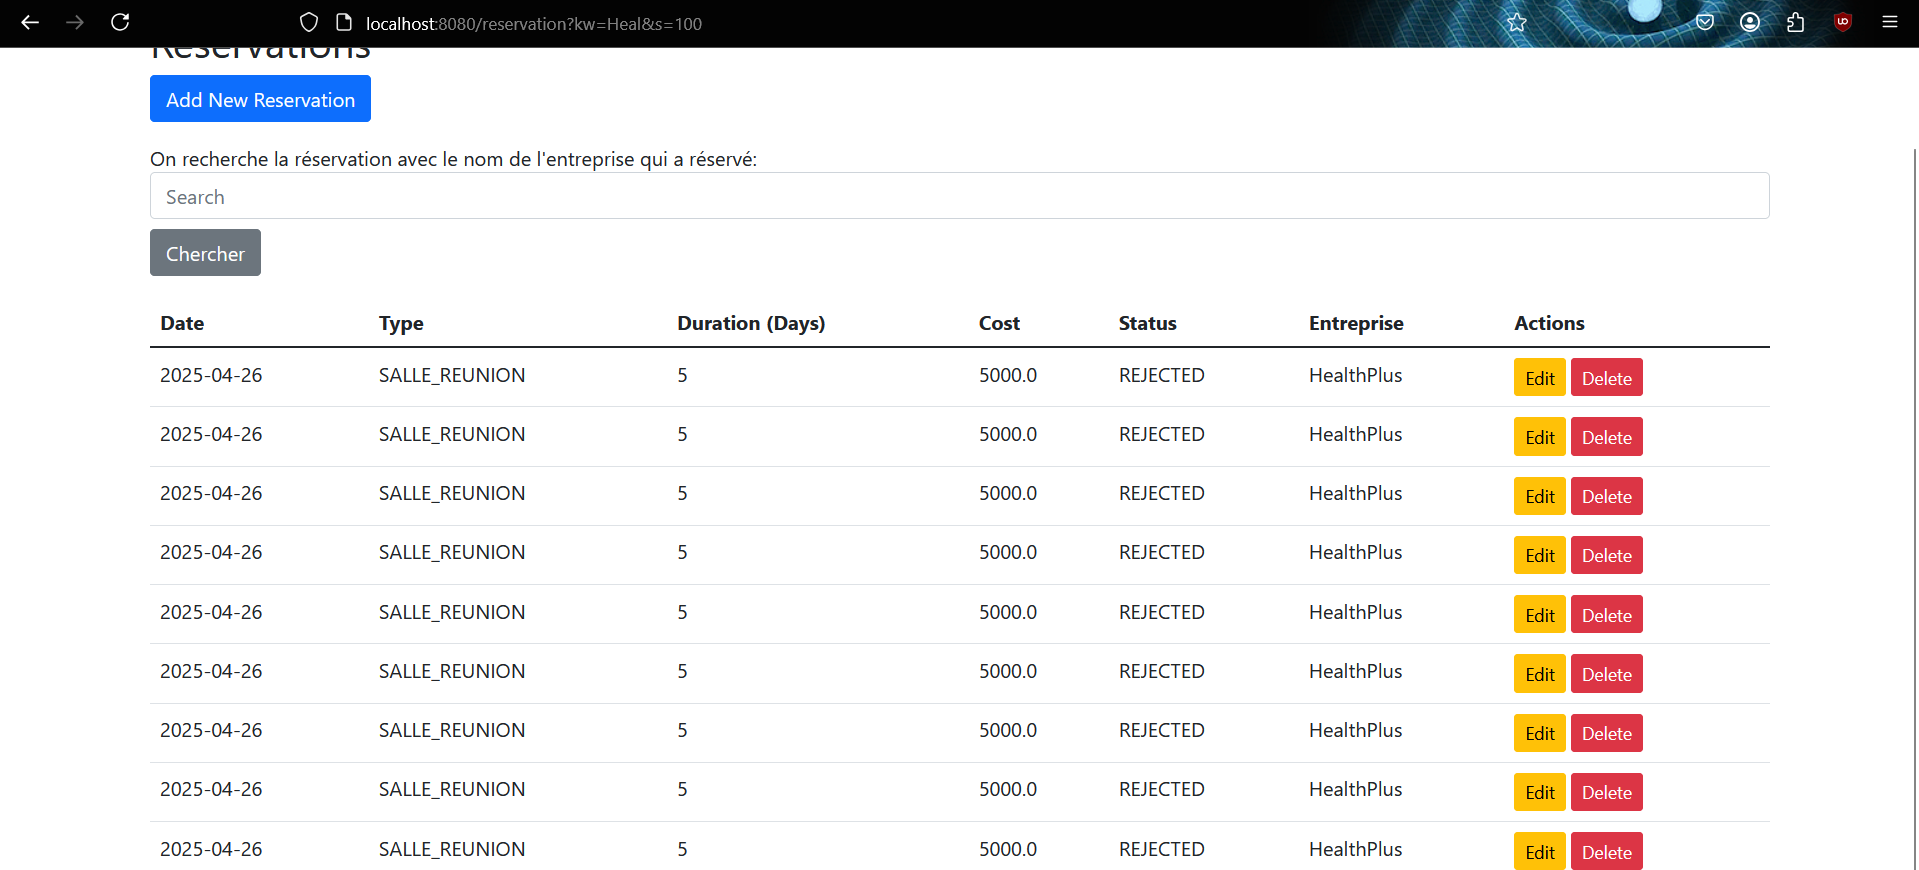 localhost:8080/reservation?kw=Heal&s=100
Reservations
Add New Reservation
On recherche la réservation avec le nom de l'entreprise qui a réservé:
Search
Chercher
Date Type Duration (Days) Cost Status Entreprise Actions
2025-04-26 SALLE_REUNION 5 5000.0 REJECTED HealthPlus Edit Delete
2025-04-26 SALLE_REUNION 5 5000.0 REJECTED HealthPlus Edit Delete
2025-04-26 SALLE_REUNION 5 5000.0 REJECTED HealthPlus Edit Delete
2025-04-26 SALLE_REUNION 5 5000.0 REJECTED HealthPlus Edit Delete
2025-04-26 SALLE_REUNION 5 5000.0 REJECTED HealthPlus Edit Delete
2025-04-26 SALLE_REUNION 5 5000.0 REJECTED HealthPlus Edit Delete
2025-04-26 SALLE_REUNION 5 5000.0 REJECTED HealthPlus Edit Delete
2025-04-26 SALLE_REUNION 5 5000.0 REJECTED HealthPlus Edit Delete
2025-04-26 SALLE_REUNION 5 5000.0 REJECTED HealthPlus Edit Delete